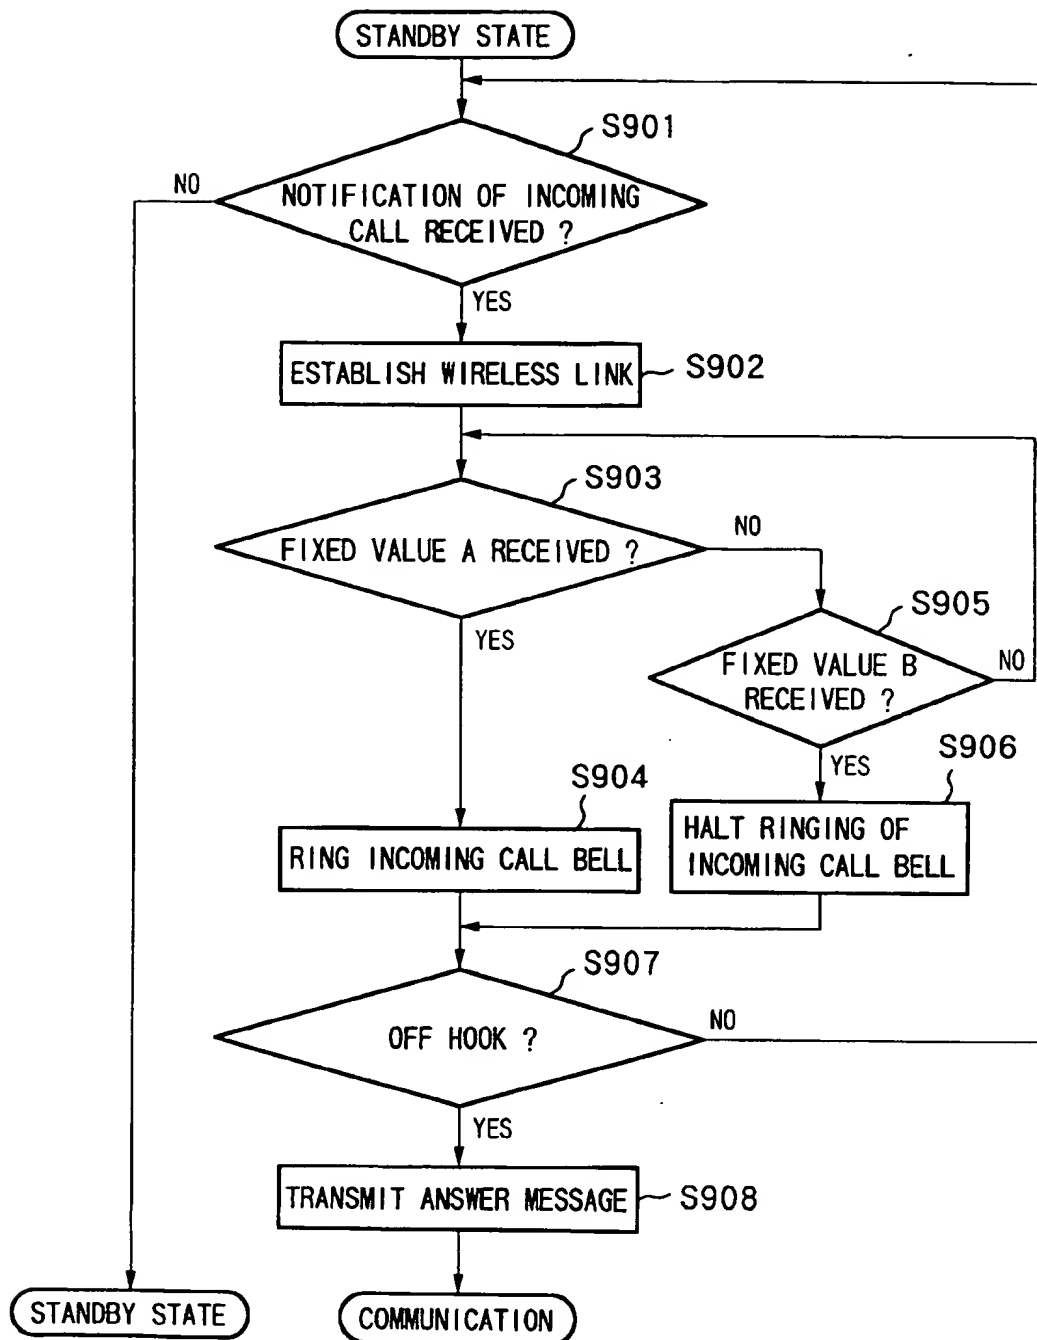 STANDBY STATE
S901
NO
NOTIFICATION OF INCOMING
CALL RECEIVED ?
YES
ESTABLISH WIRELESS LINK
S902
S903
FIXED VALUE A RECEIVED ?
NO
YES
S905
FIXED VALUE B
RECEIVED ?
NO
YES
S906
S904
RING INCOMING CALL BELL
HALT RINGING OF
INCOMING CALL BELL
S907
OFF HOOK ?
NO
YES
TRANSMIT ANSWER MESSAGE
S908
STANDBY STATE
COMMUNICATION